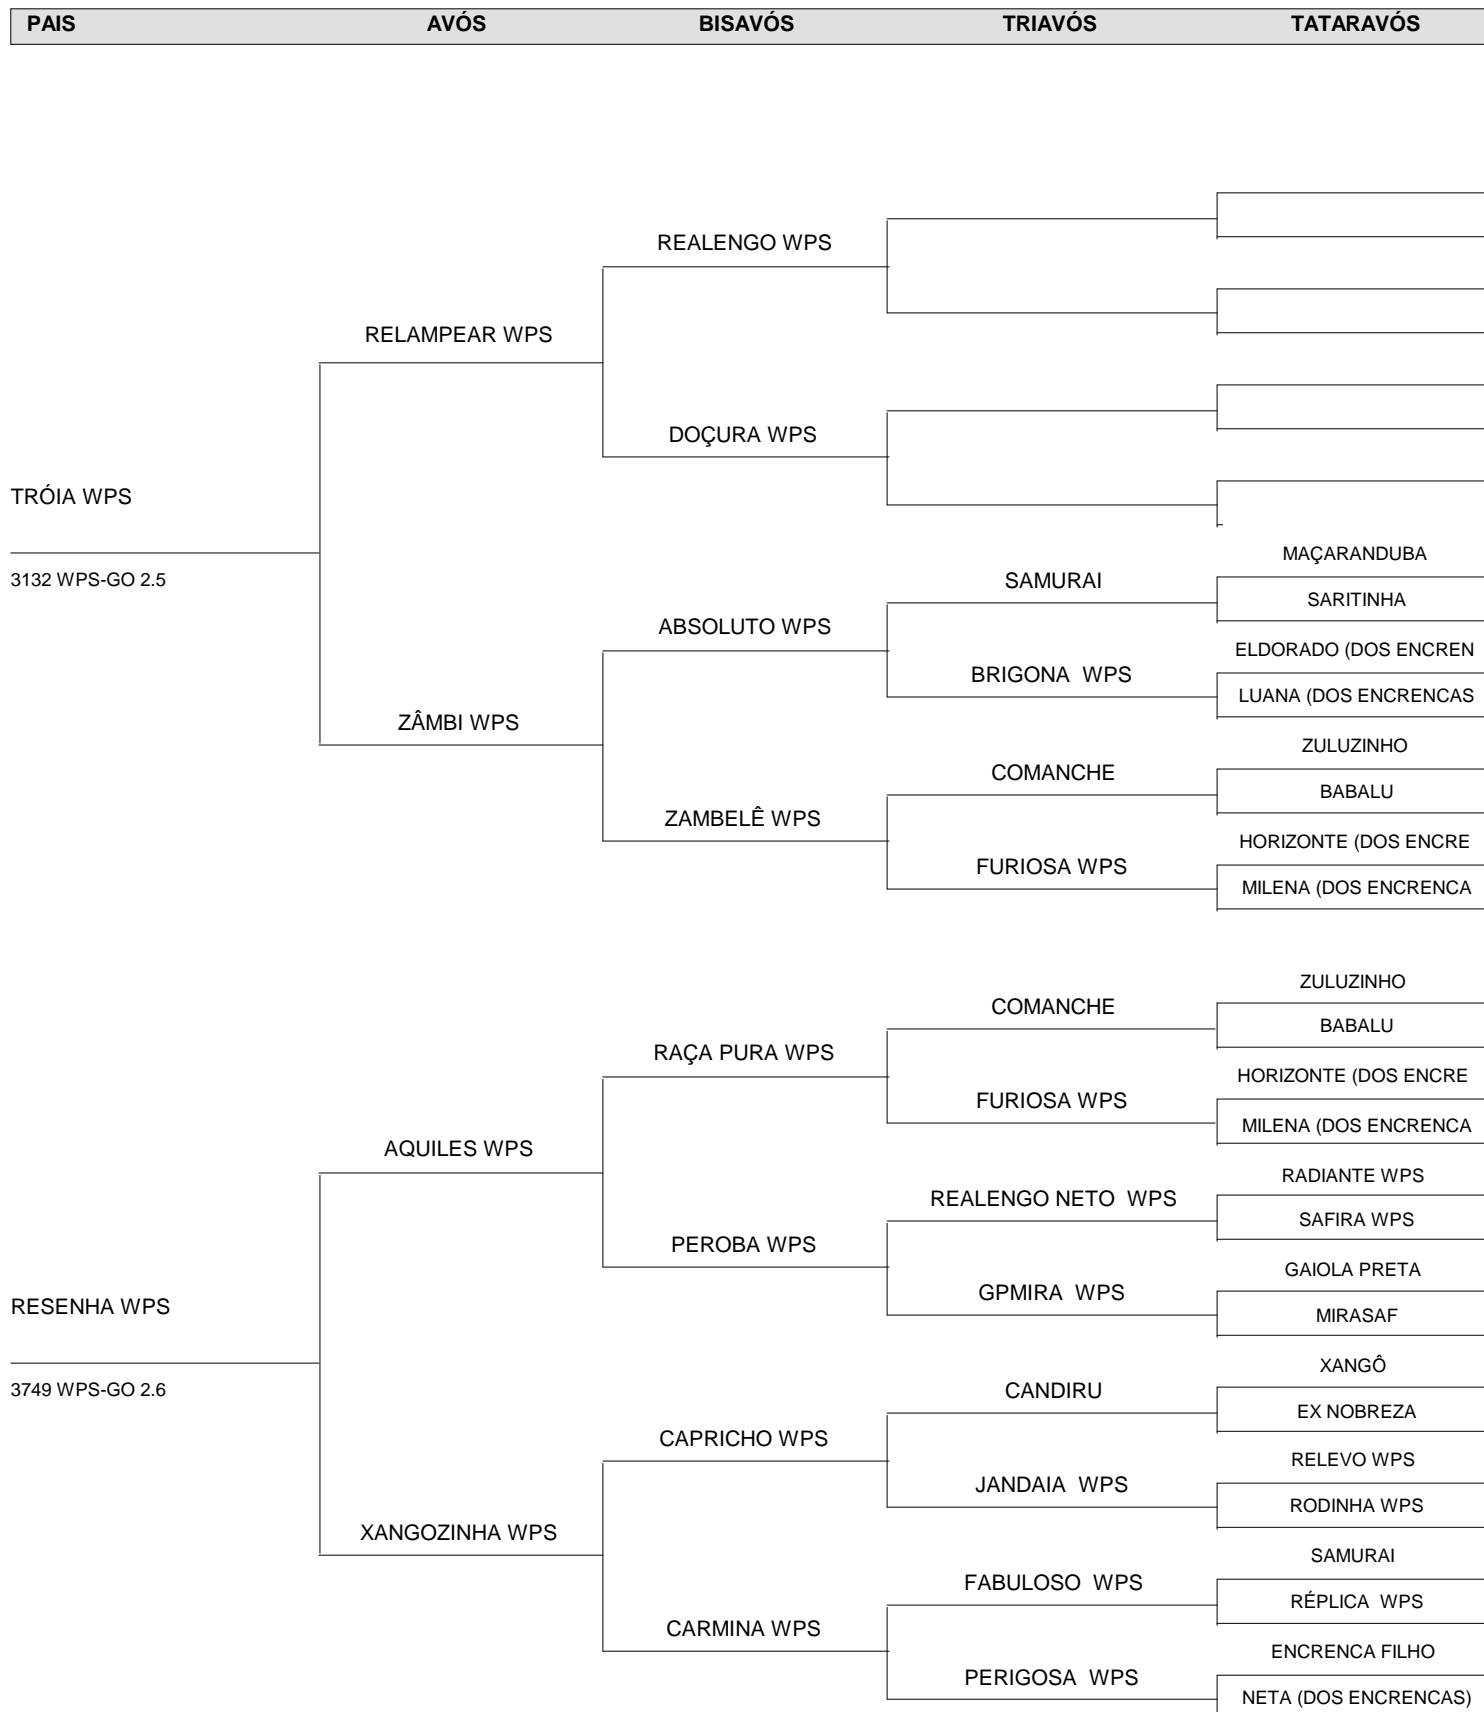 PAIS AVÓS BISAVÓS TRIAVÓS TATARAVÓS
REALENGO WPS
RELAMPEAR WPS
DOÇURA WPS
TRÓIA WPS
3132 WPS-GO 2.5
MAÇARANDUBA
SAMURAI
SARITINHA
ABSOLUTO WPS
ELDORADO (DOS ENCREN
BRIGONA WPS
LUANA (DOS ENCRENCAS
ZÂMBI WPS
ZULUZINHO
COMANCHE
BABALU
ZAMBELÊ WPS
HORIZONTE (DOS ENCRE
FURIOSA WPS
MILENA (DOS ENCRENCA
ZULUZINHO
COMANCHE
BABALU
RAÇA PURA WPS
HORIZONTE (DOS ENCRE
FURIOSA WPS
MILENA (DOS ENCRENCA
AQUILES WPS
RADIANTE WPS
REALENGO NETO WPS
SAFIRA WPS
PEROBA WPS
GAIOLA PRETA
GPMIRA WPS
MIRASAF
RESENHA WPS
3749 WPS-GO 2.6
XANGÔ
CANDIRU
EX NOBREZA
CAPRICHO WPS
RELEVO WPS
JANDAIA WPS
RODINHA WPS
XANGOZINHA WPS
SAMURAI
FABULOSO WPS
RÉPLICA WPS
CARMINA WPS
ENCRENCA FILHO
PERIGOSA WPS
NETA (DOS ENCRENCAS)